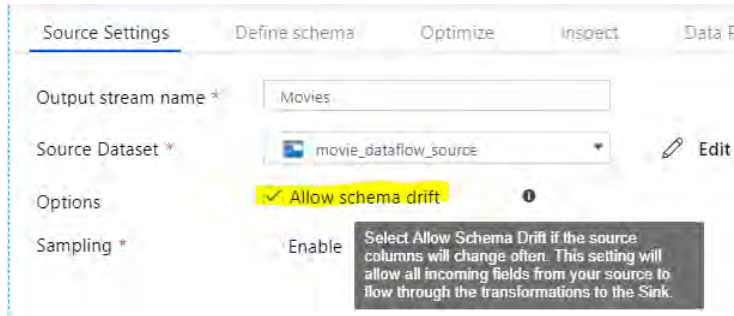 Source Settings Define schema Optimize Inspect Data P
Output stream name * Movies
Source Dataset * movie_dataflow_source Edit
Options Allow schema drift
Sampling * Enable
Select Allow Schema Drift if the source
columns will change often. This setting will
allow all incoming fields from your source to
flow through the transformations to the Sink.